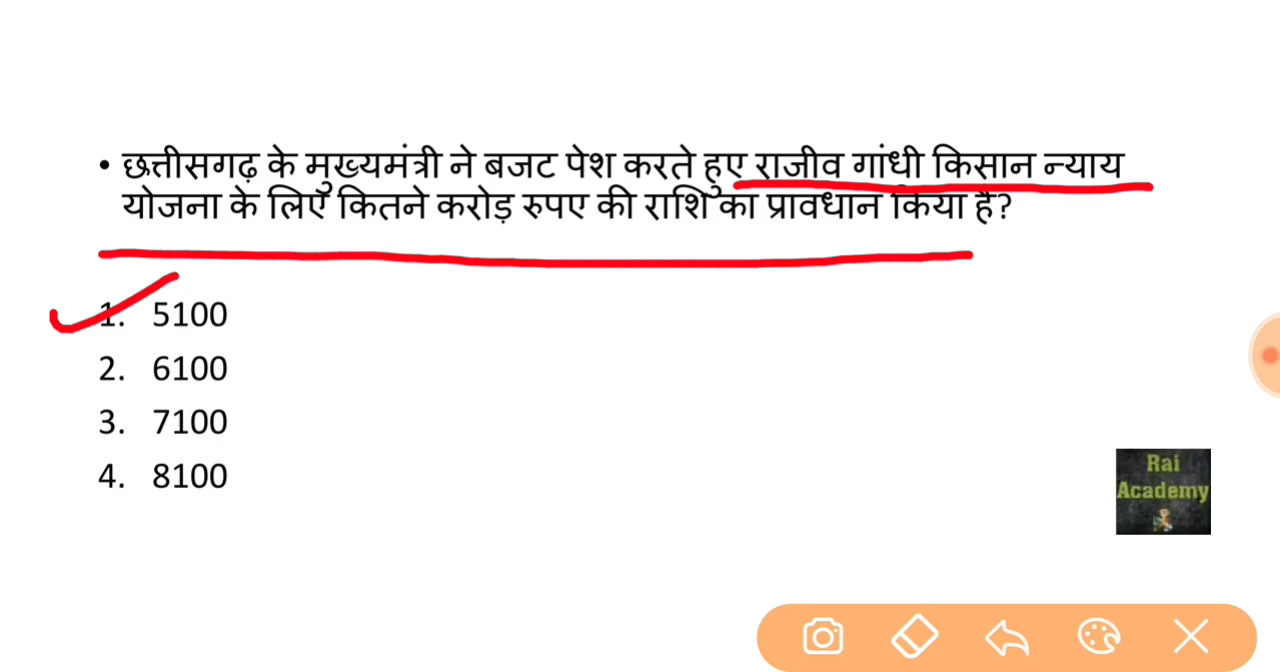 • छत्तीसगढ़ के मुख्यमंत्री ने बजट पेश करते हुए राजीव गांधी किसान न्याय
योजना के लिएँ कितने करोड़ रुपए की राशि का प्रावधान किया है?
1. 5100
2. 6100
3. 7100
4. 8100
Rai
Academy